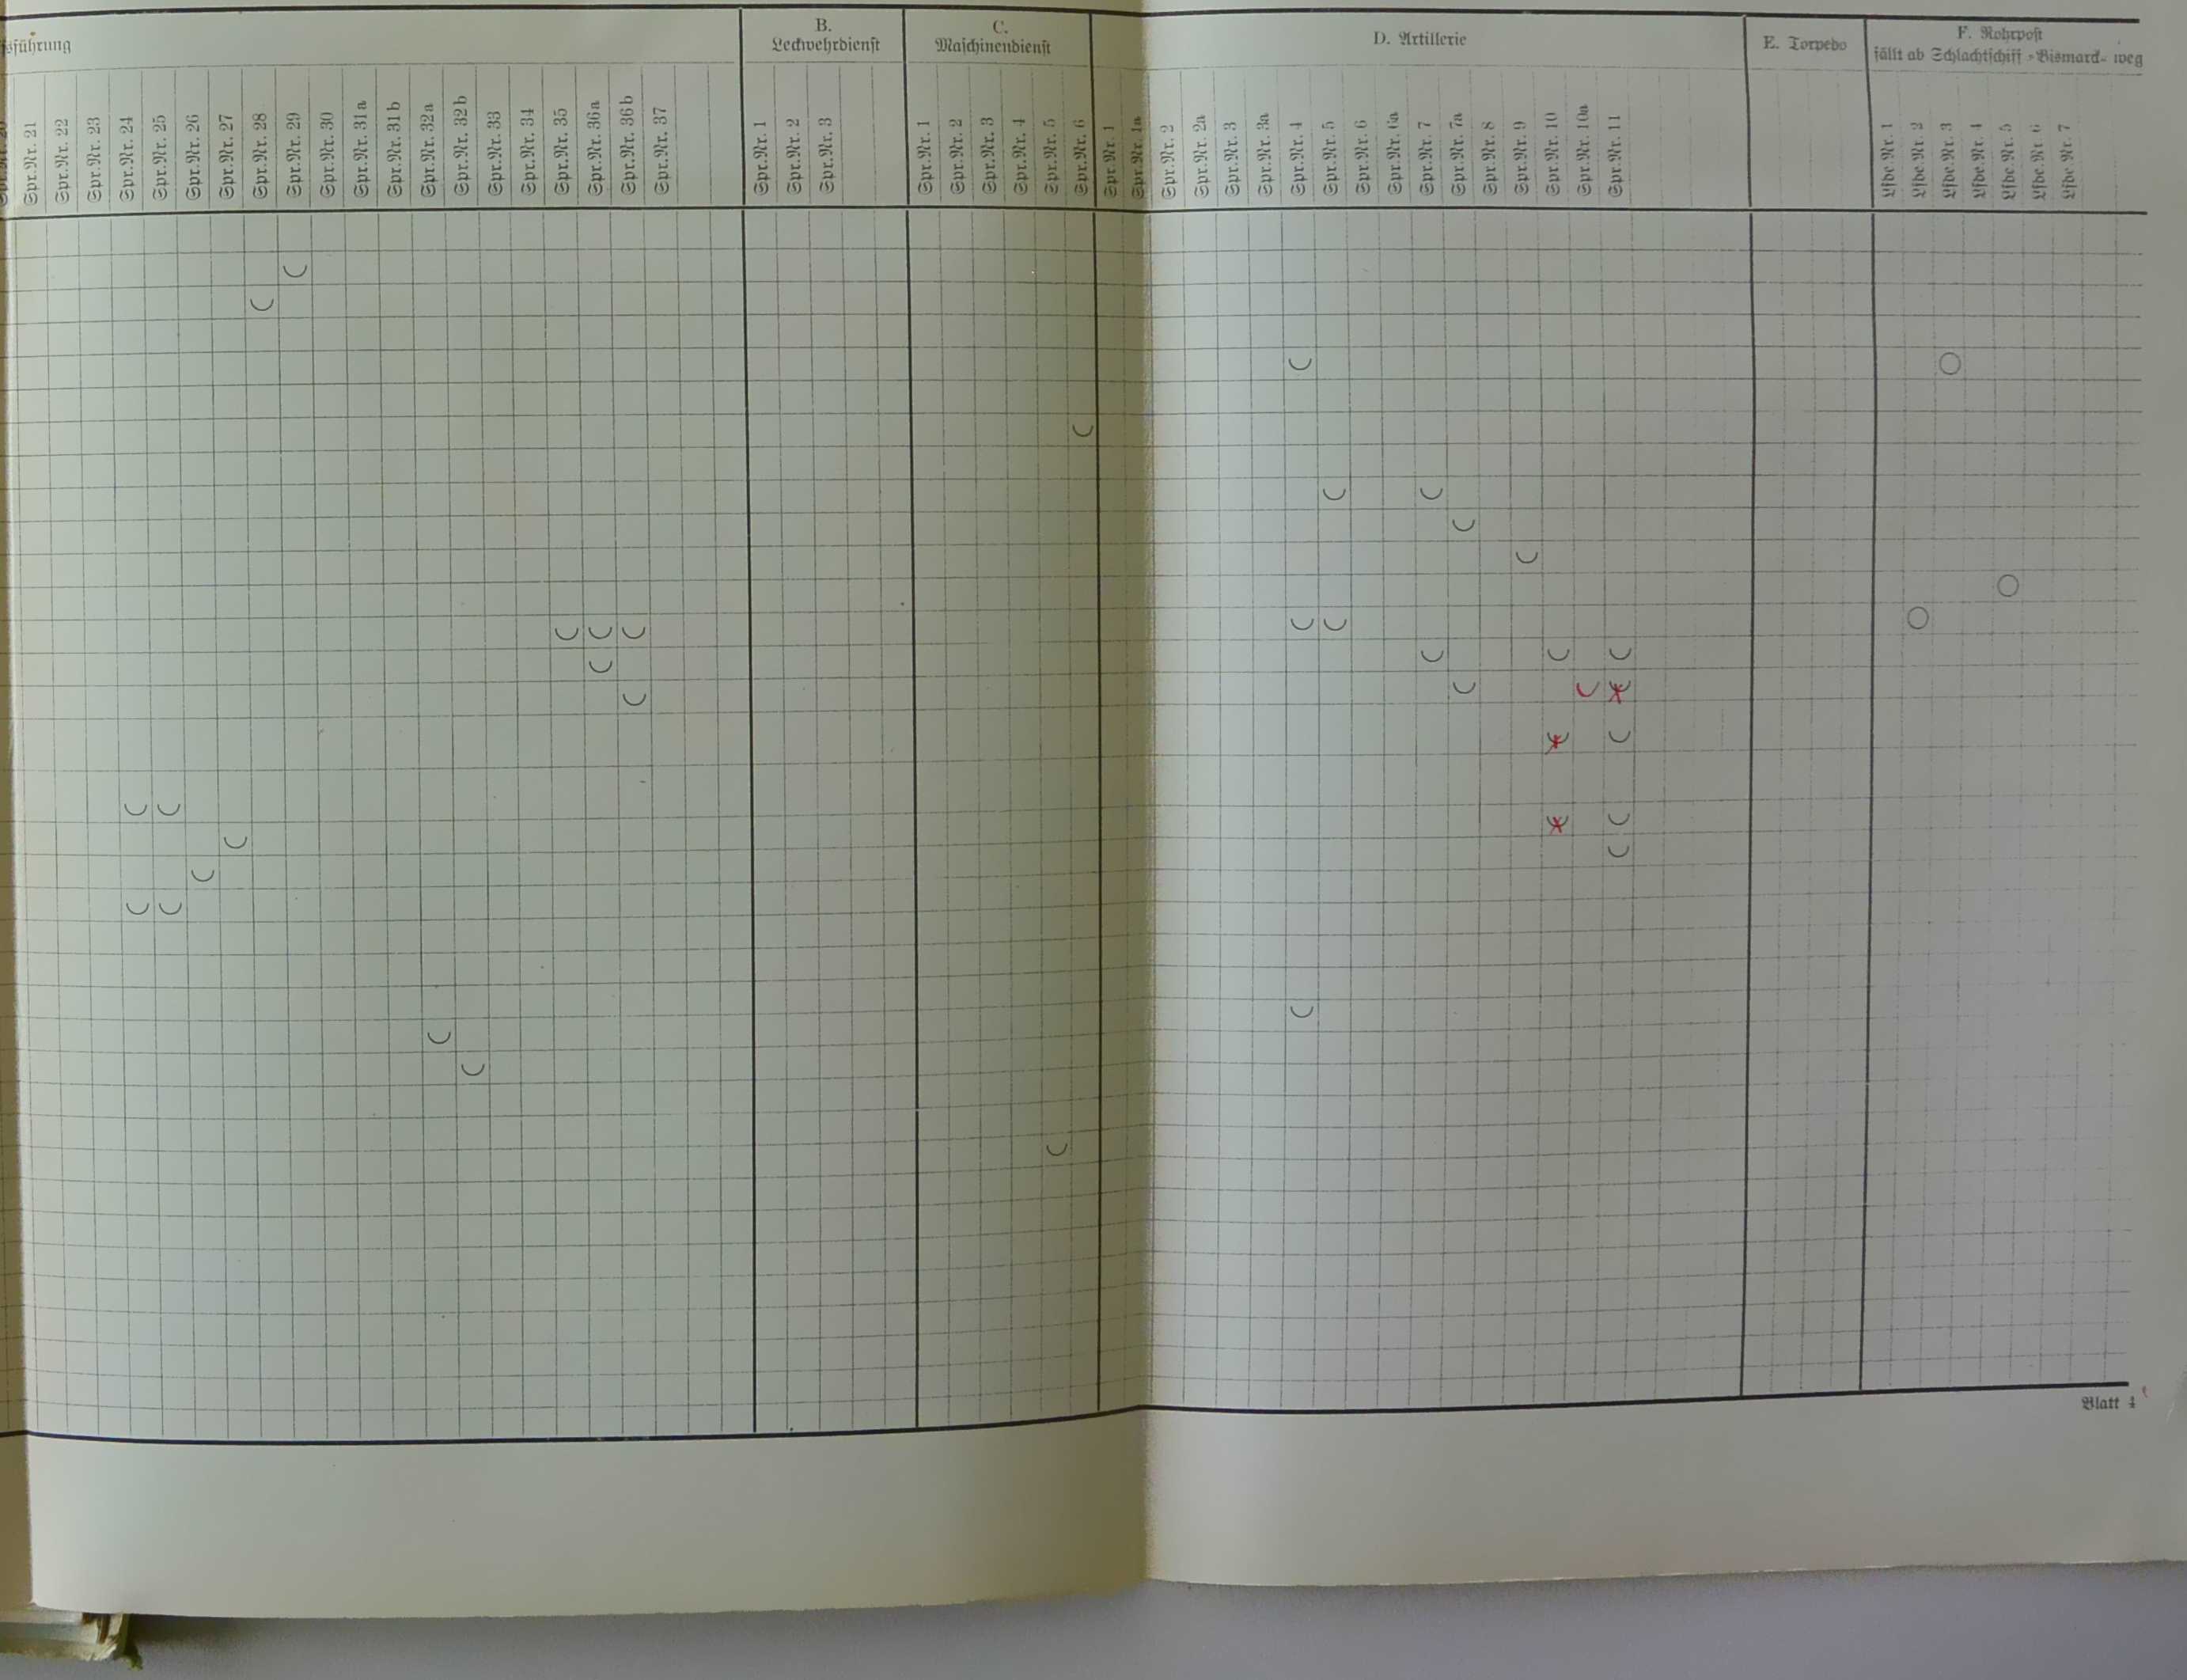 B.
Leckwehrdienst
C.
Maschinendienst
D. Artillerie
E. Torpedo
F. Rohrpost
fällt ab Schlachtschiff „Bismarck“ weg
Spr.Nr. 21
Spr.Nr. 22
Spr.Nr. 23
Spr.Nr. 24
Spr.Nr. 25
Spr.Nr. 26
Spr.Nr. 27
Spr.Nr. 28
Spr.Nr. 29
Spr.Nr. 30
Spr.Nr. 31a
Spr.Nr. 31b
Spr.Nr. 32a
Spr.Nr. 32b
Spr.Nr. 33
Spr.Nr. 34
Spr.Nr. 35
Spr.Nr. 36a
Spr.Nr. 36b
Spr.Nr. 37
Spr.Nr. 1
Spr.Nr. 2
Spr.Nr. 3
Spr.Nr. 1
Spr.Nr. 2
Spr.Nr. 3
Spr.Nr. 4
Spr.Nr. 5
Spr.Nr. 6
Spr.Nr. 1
Spr.Nr. 1a
Spr.Nr. 2
Spr.Nr. 2a
Spr.Nr. 3
Spr.Nr. 3a
Spr.Nr. 4
Spr.Nr. 5
Spr.Nr. 6
Spr.Nr. 6a
Spr.Nr. 7
Spr.Nr. 7a
Spr.Nr. 8
Spr.Nr. 9
Spr.Nr. 10
Spr.Nr. 10a
Spr.Nr. 11
Lfde.Nr. 1
Lfde.Nr. 2
Lfde.Nr. 3
Lfde.Nr. 4
Lfde.Nr. 5
Lfde.Nr. 6
Lfde.Nr. 7
Blatt 4